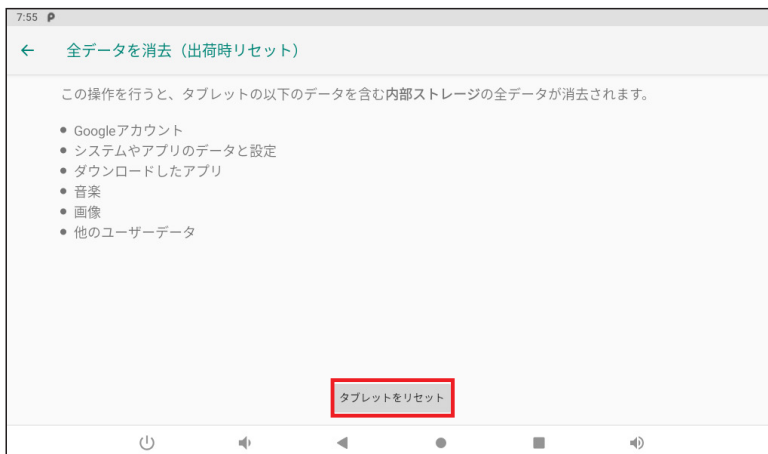 7:55
全データを消去（出荷時リセット）
この操作を行うと、タブレットの以下のデータを含む内部ストレージの全データが消去されます。
● Googleアカウント
● システムやアプリのデータと設定
● ダウンロードしたアプリ
● 音楽
● 画像
● 他のユーザーデータ
タブレットをリセット